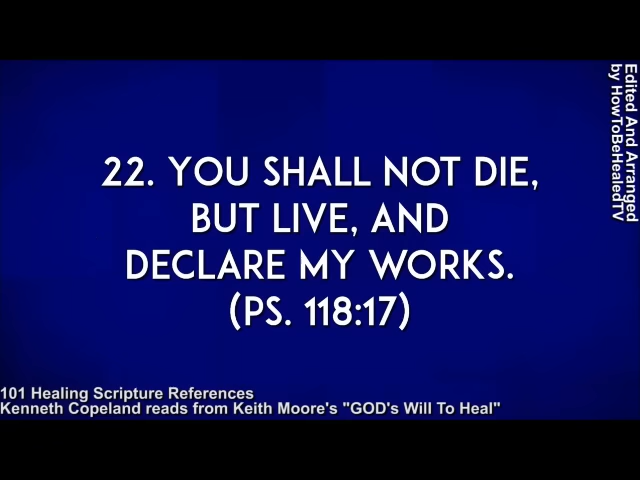 22. YOU SHALL NOT DIE,
BUT LIVE, AND
DECLARE MY WORKS.
(PS. 118:17)
101 Healing Scripture References
Kenneth Copeland reads from Keith Moore's "GOD's Will To Heal"
Edited And Arranged
by HowToBeHealedTV